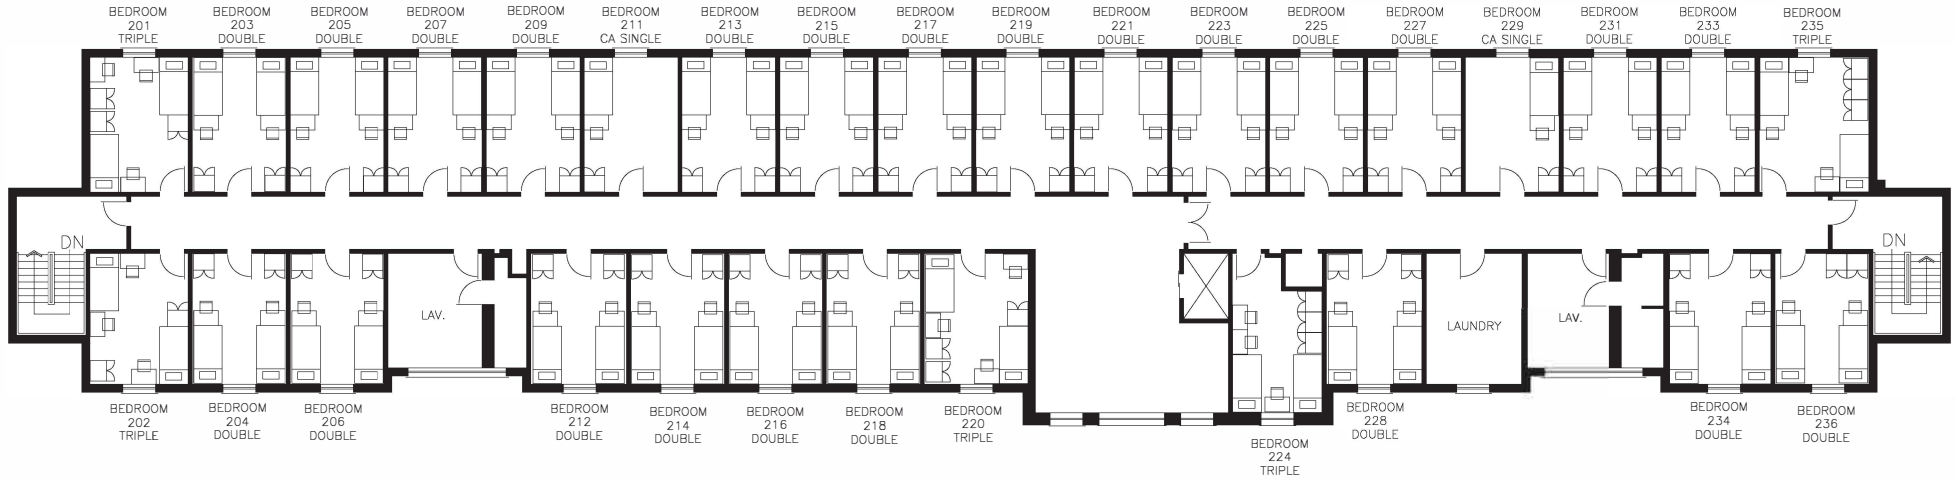 BEDROOM
201
TRIPLE
BEDROOM
203
DOUBLE
BEDROOM
205
DOUBLE
BEDROOM
207
DOUBLE
BEDROOM
209
DOUBLE
BEDROOM
211
CA SINGLE
BEDROOM
213
DOUBLE
BEDROOM
215
DOUBLE
BEDROOM
217
DOUBLE
BEDROOM
219
DOUBLE
BEDROOM
221
DOUBLE
BEDROOM
223
DOUBLE
BEDROOM
225
DOUBLE
BEDROOM
227
DOUBLE
BEDROOM
229
CA SINGLE
BEDROOM
231
DOUBLE
BEDROOM
233
DOUBLE
BEDROOM
235
TRIPLE
DN
DN
LAV.
LAUNDRY
LAV.
BEDROOM
202
TRIPLE
BEDROOM
204
DOUBLE
BEDROOM
206
DOUBLE
BEDROOM
212
DOUBLE
BEDROOM
214
DOUBLE
BEDROOM
216
DOUBLE
BEDROOM
218
DOUBLE
BEDROOM
220
TRIPLE
BEDROOM
224
TRIPLE
BEDROOM
228
DOUBLE
BEDROOM
234
DOUBLE
BEDROOM
236
DOUBLE